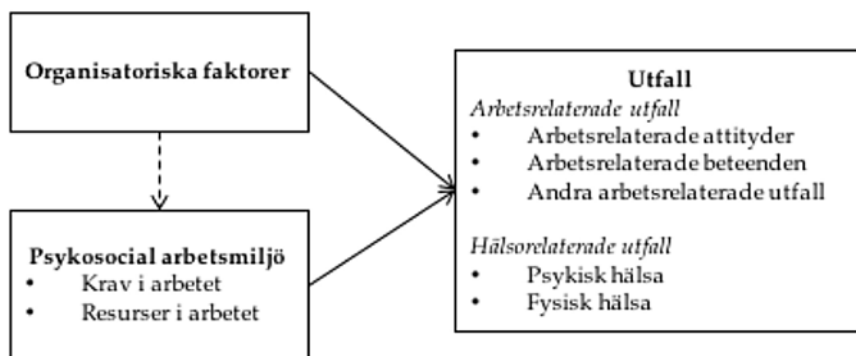 Organisatoriska faktorer
Psykosocial arbetsmiljö
• Krav i arbetet
• Resurser i arbetet
Utfall
Arbetsrelaterade utfall
• Arbetsrelaterade attityder
• Arbetsrelaterade beteenden
• Andra arbetsrelaterade utfall
Hälsorelaterade utfall
• Psykisk hälsa
• Fysisk hälsa